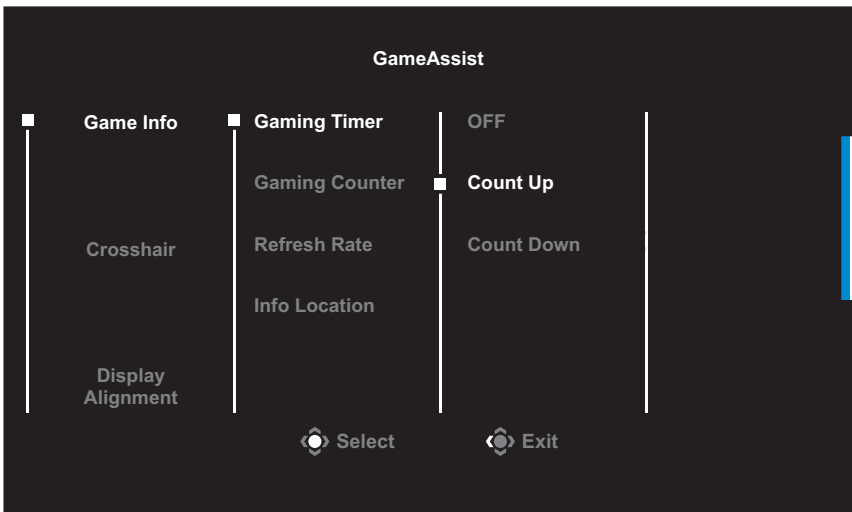 GameAssist
Game Info
Gaming Timer
OFF
Gaming Counter
Count Up
Crosshair
Refresh Rate
Count Down
Info Location
Display
Alignment
Select
Exit